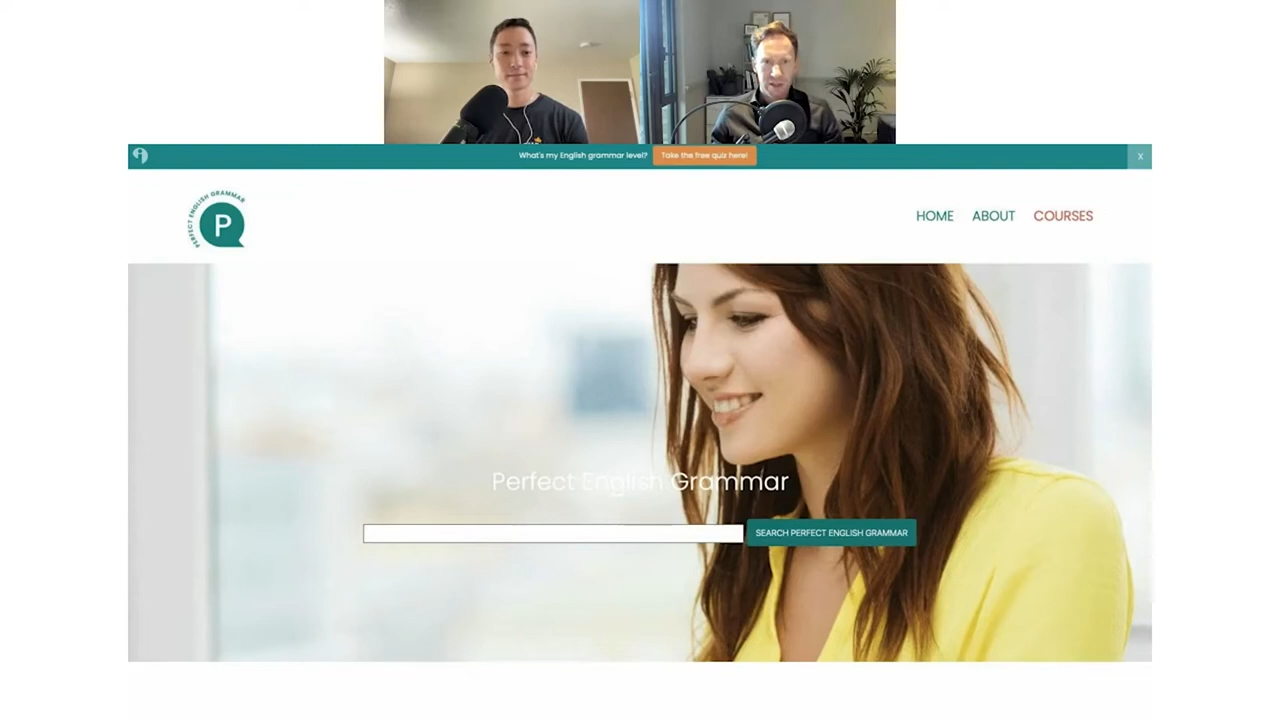 What's my English grammar level? Take the free quiz here! X
PERFECT ENGLISH GRAMMAR
P
HOME ABOUT COURSES
Perfect English Grammar
SEARCH PERFECT ENGLISH GRAMMAR